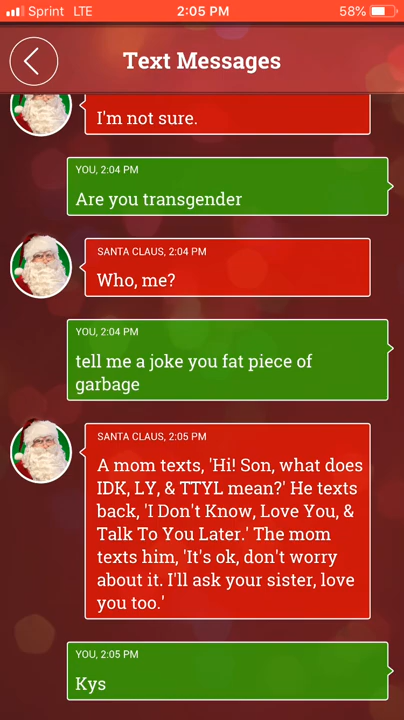 Sprint LTE 2:05 PM 58%
Text Messages
I'm not sure.
YOU, 2:04 PM
Are you transgender
SANTA CLAUS, 2:04 PM
Who, me?
YOU, 2:04 PM
tell me a joke you fat piece of
garbage
SANTA CLAUS, 2:05 PM
A mom texts, 'Hi! Son, what does
IDK, LY, & TTYL mean?' He texts
back, 'I Don't Know, Love You, &
Talk To You Later.' The mom
texts him, 'It's ok, don't worry
about it. I'll ask your sister, love
you too.'
YOU, 2:05 PM
Kys